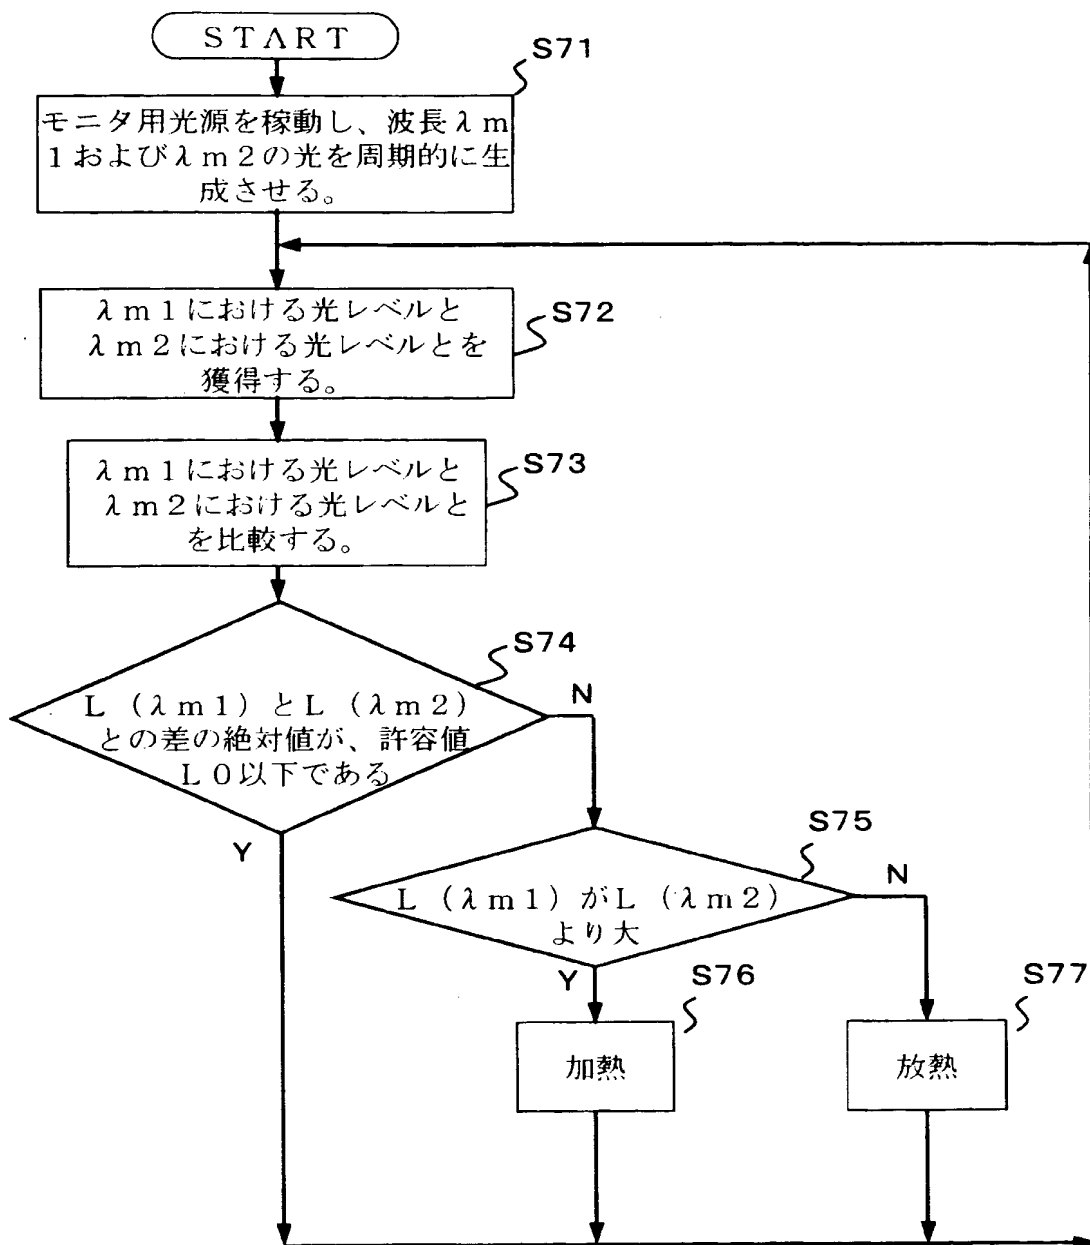 START
S71
モニタ用光源を稼動し、波長λm
1およびλm2の光を周期的に生
成させる。
λm1における光レベルと
λm2における光レベルとを
獲得する。
S72
λm1における光レベルと
λm2における光レベルと
を比較する。
S73
S74
L(λm1)とL(λm2)
との差の絶対値が、許容値
L0以下である
N
Y
S75
L(λm1)がL(λm2)
より大
N
Y
S76
S77
加熱
放熱